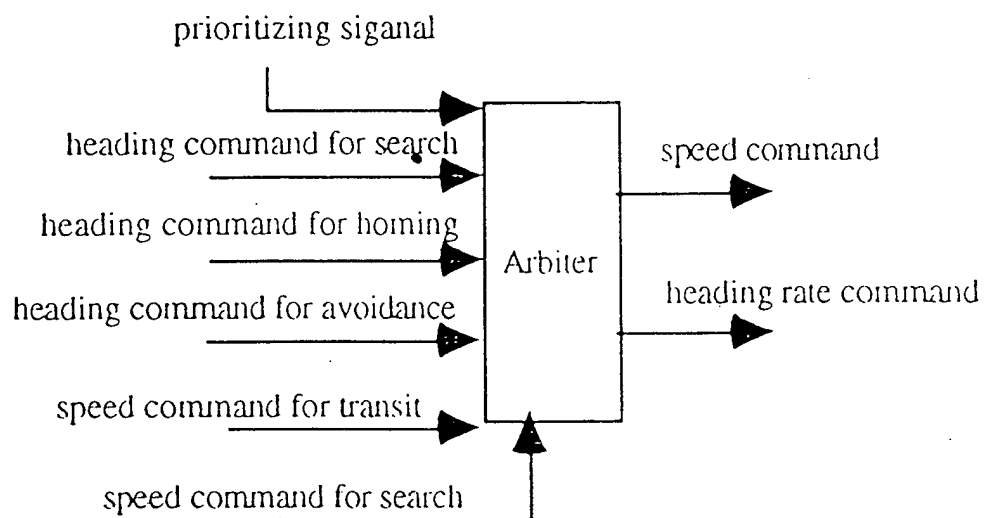 prioritizing siganal
heading command for search
speed command
heading command for homing
Arbiter
heading rate command
heading command for avoidance
speed command for transit
speed command for search